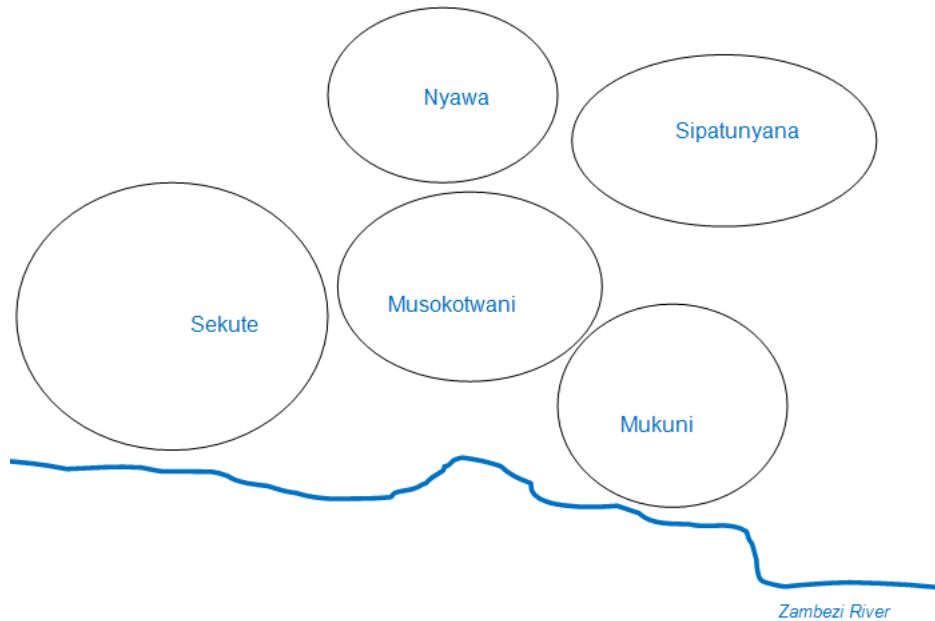 Nyawa
Sipatunyana
Musokotwani
Sekute
Mukuni
Zambezi River